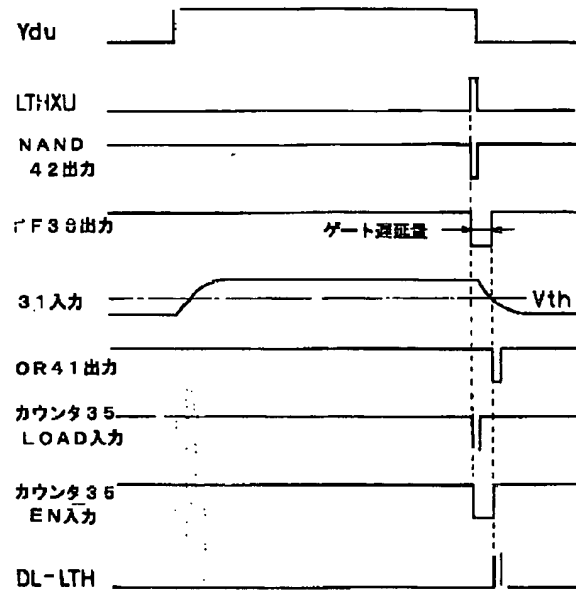 Ydu
LTHXU
NAND
42出力
FF38出力
ゲート遅延量
31入力
Vth
OR41出力
カウンタ35
LOAD入力
カウンタ35
EN入力
DL-LTH